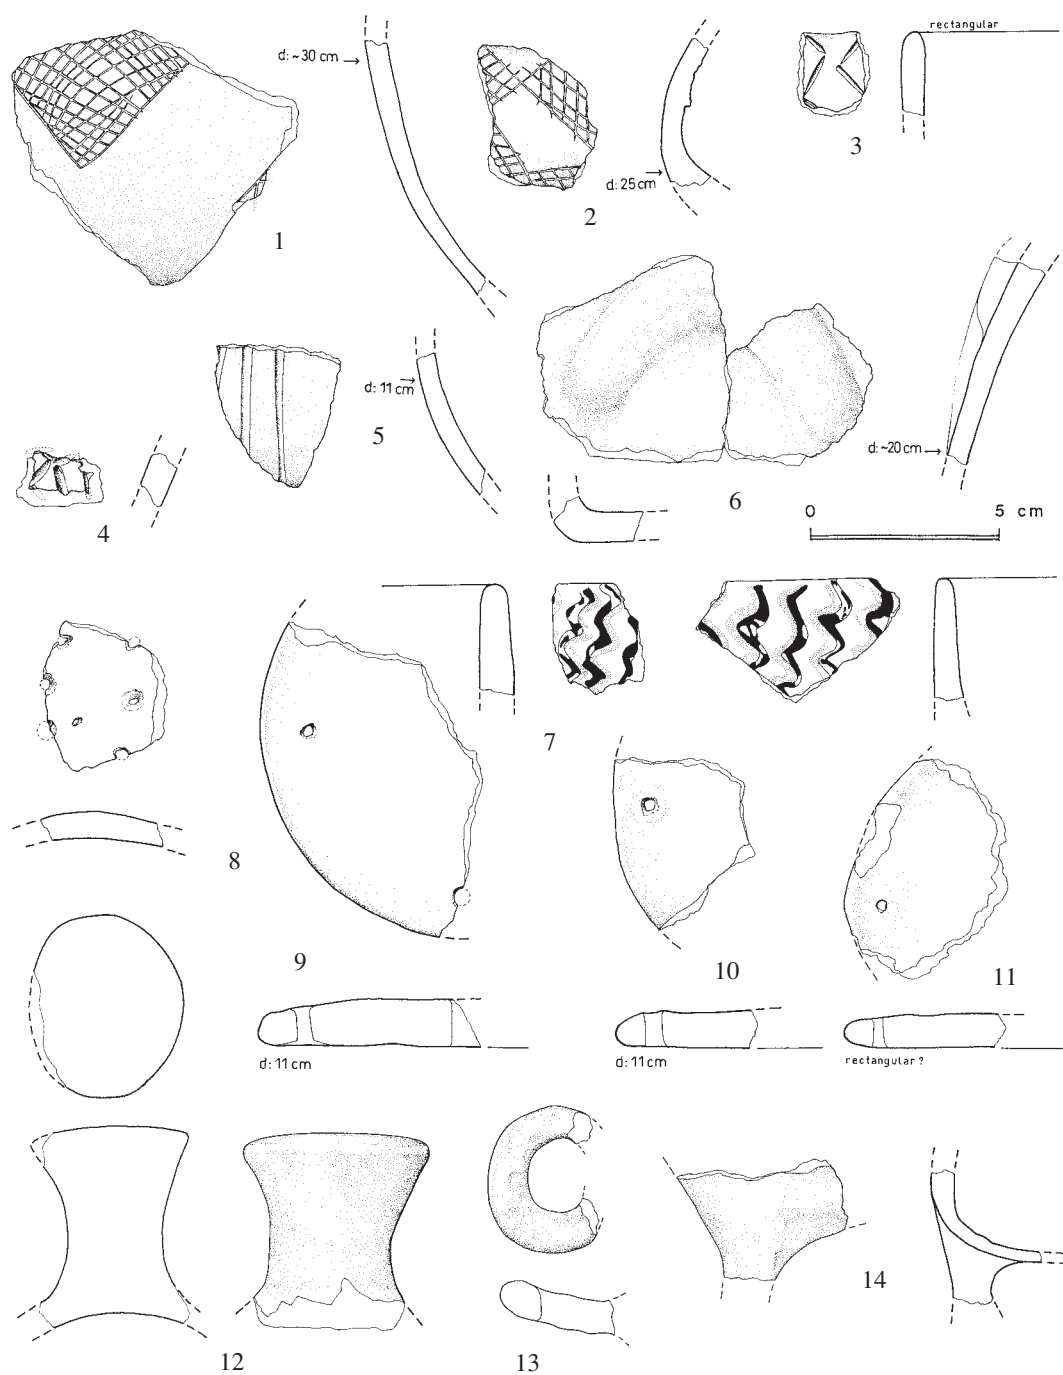 rectangular
d: ~30 cm →
d: 25 cm →
3
2
1
d: 11 cm →
5
d: ~20 cm →
4
6
0 5 cm
7
8
9
10
11
d: 11 cm
d: 11 cm
rectangular ?
14
12
13